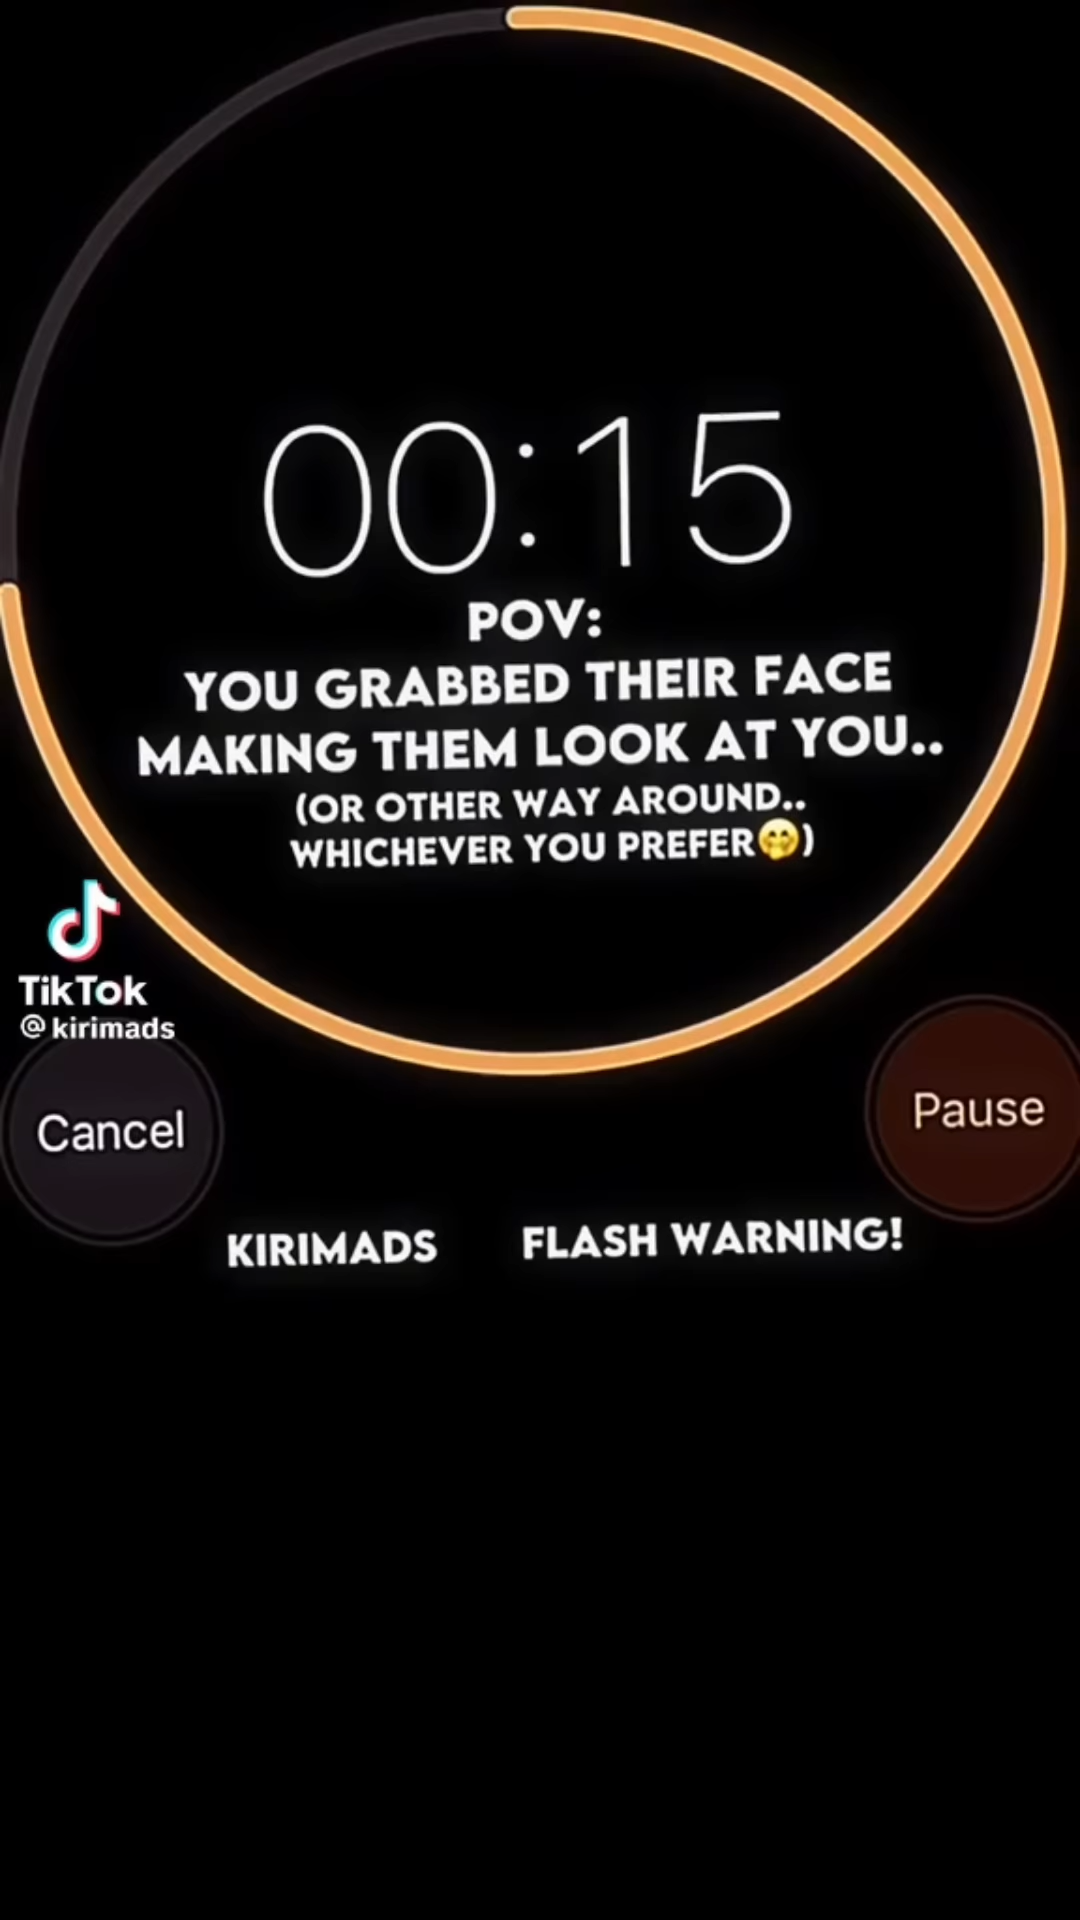 00:15
POV:
YOU GRABBED THEIR FACE
MAKING THEM LOOK AT YOU..
(OR OTHER WAY AROUND..
WHICHEVER YOU PREFER🤭)
TikTok
@kirimads
Cancel
Pause
KIRIMADS FLASH WARNING!